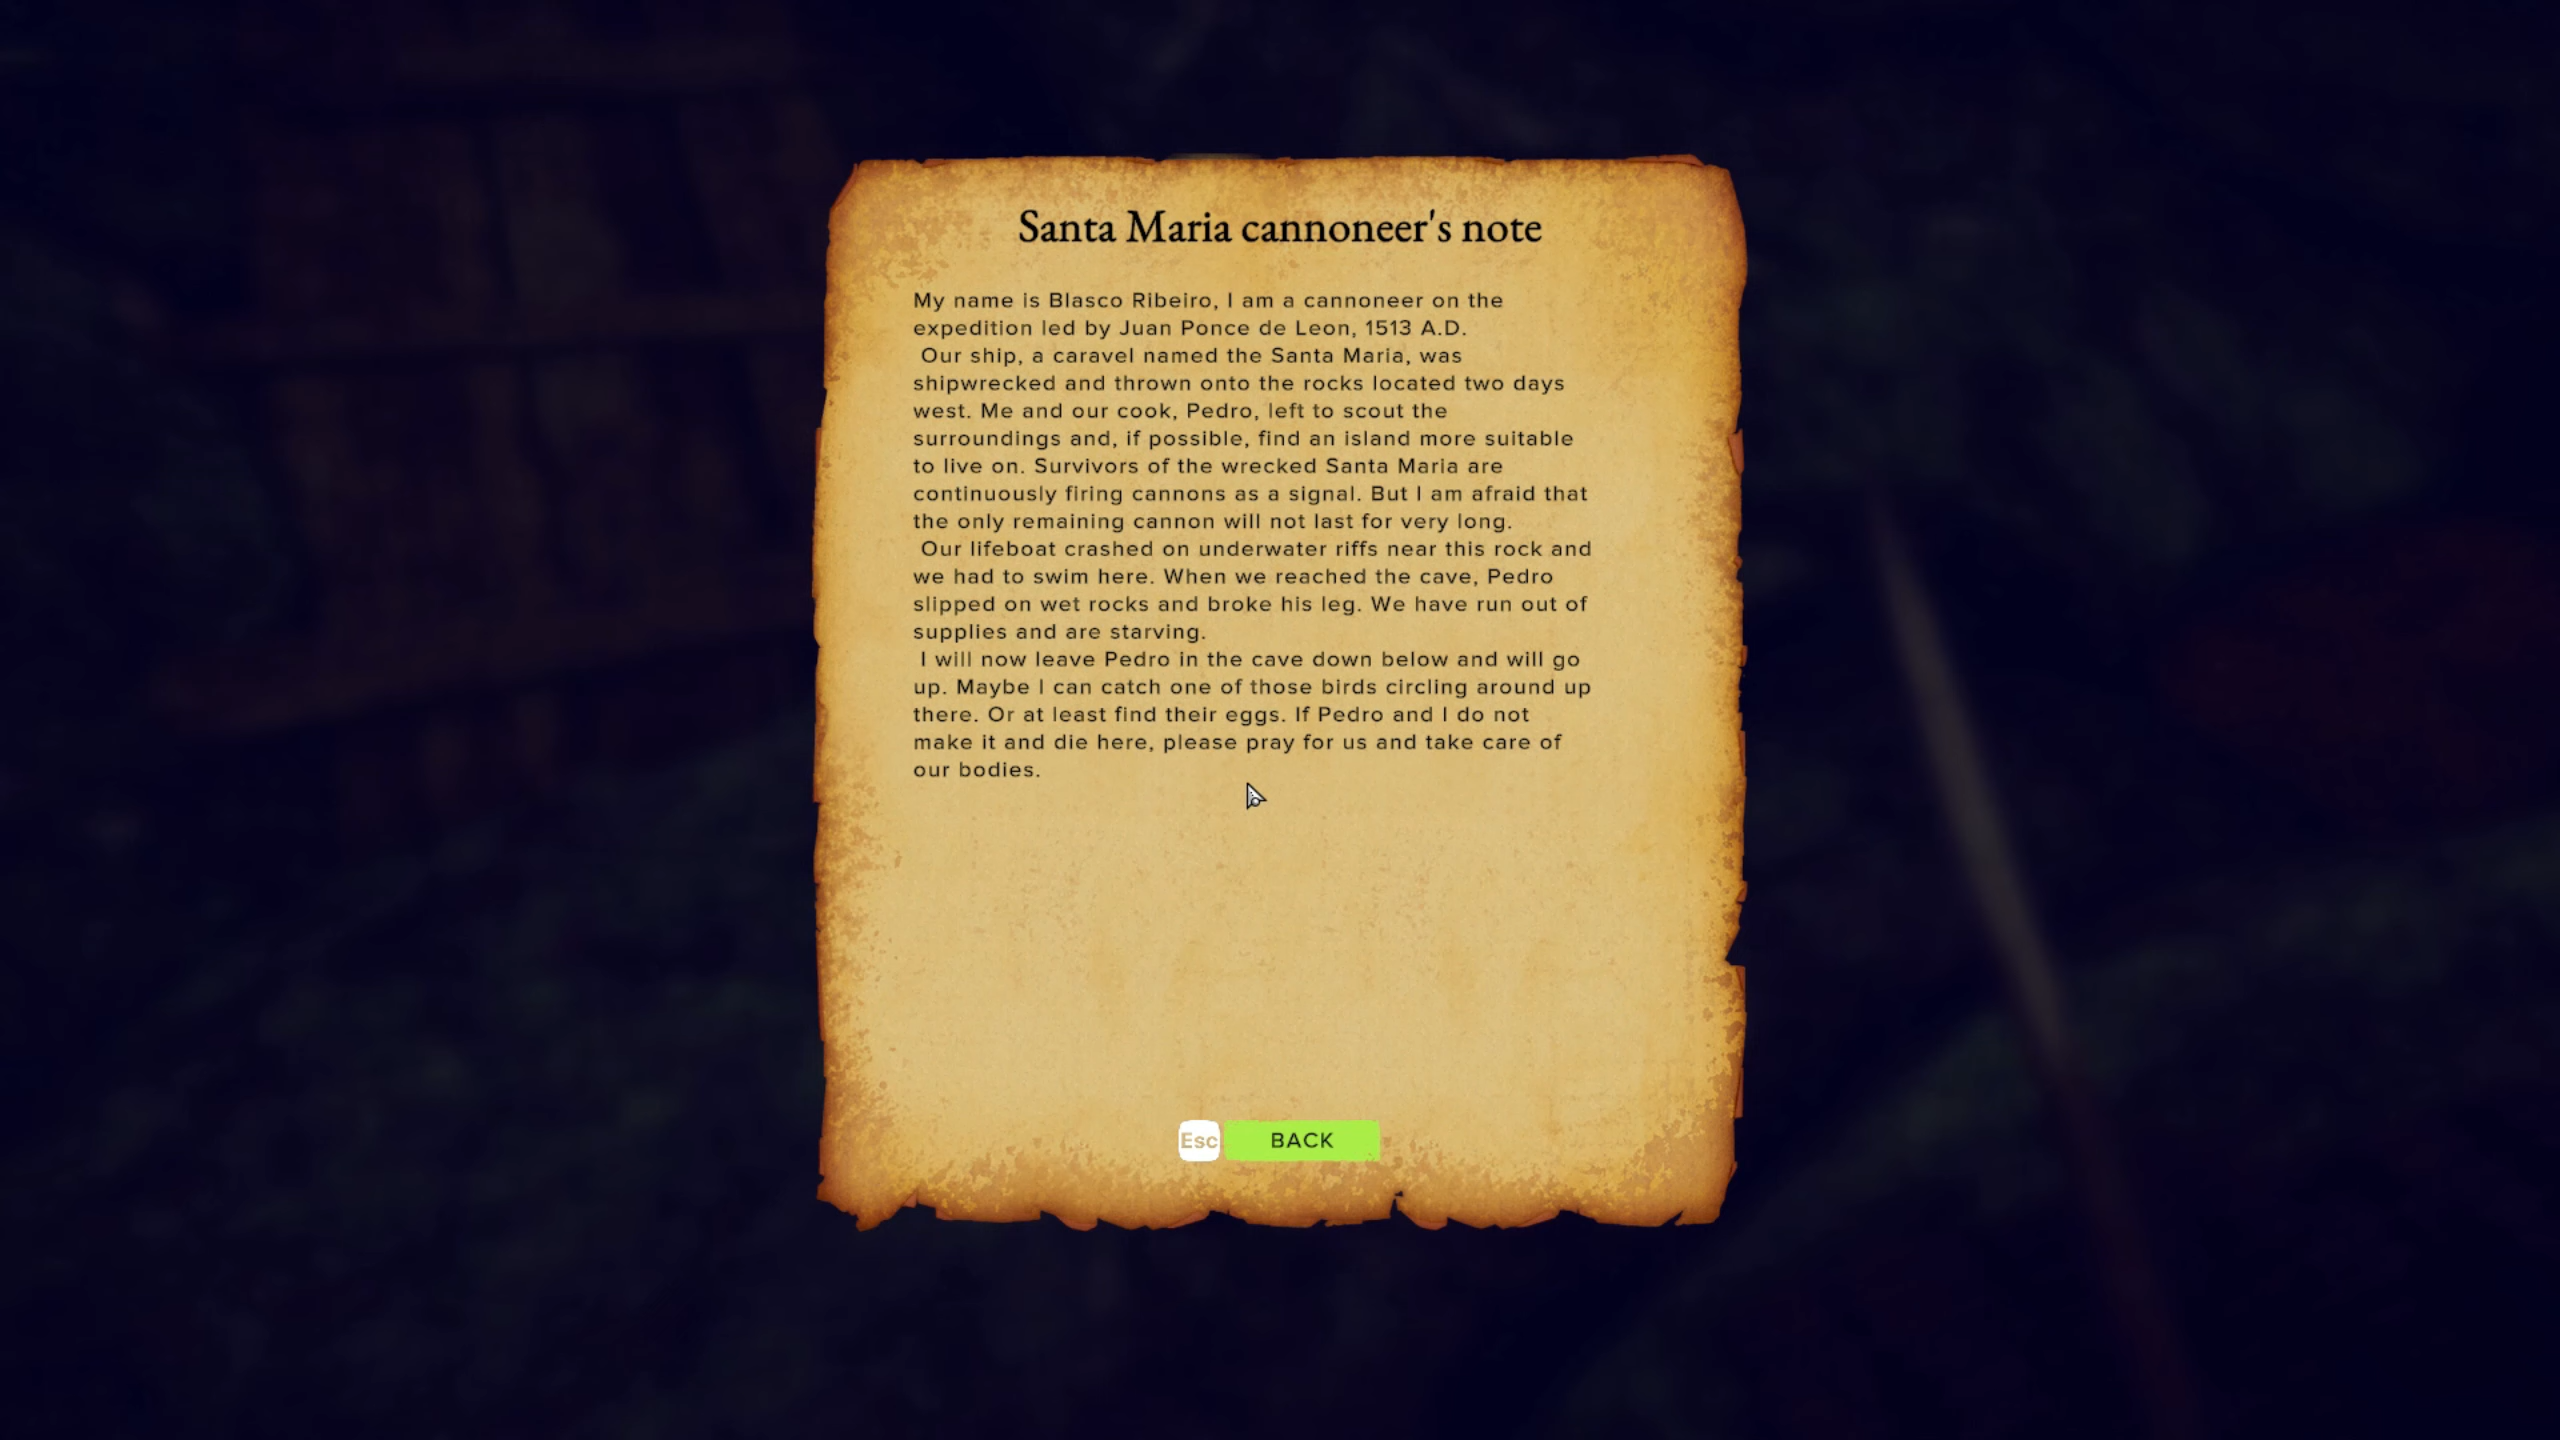 Santa Maria cannoneer's note
My name is Blasco Ribeiro, I am a cannoneer on the
expedition led by Juan Ponce de Leon, 1513 A.D.
Our ship, a caravel named the Santa Maria, was
shipwrecked and thrown onto the rocks located two days
west. Me and our cook, Pedro, left to scout the
surroundings and, if possible, find an island more suitable
to live on. Survivors of the wrecked Santa Maria are
continuously firing cannons as a signal. But I am afraid that
the only remaining cannon will not last for very long.
Our lifeboat crashed on underwater riffs near this rock and
we had to swim here. When we reached the cave, Pedro
slipped on wet rocks and broke his leg. We have run out of
supplies and are starving.
I will now leave Pedro in the cave down below and will go
up. Maybe I can catch one of those birds circling around up
there. Or at least find their eggs. If Pedro and I do not
make it and die here, please pray for us and take care of
our bodies.
Esc BACK